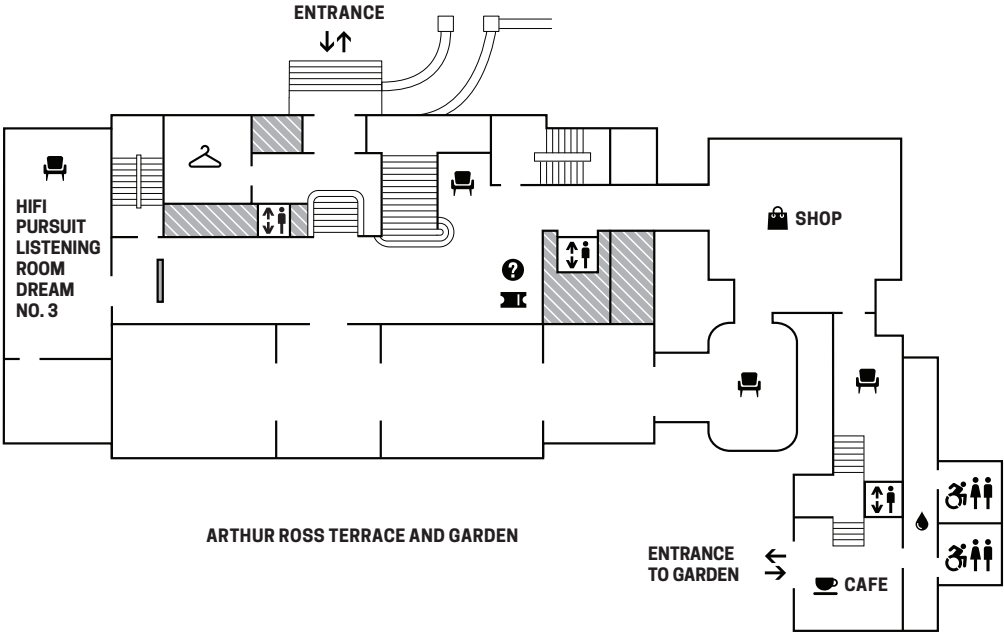 ENTRANCE
HIFI
PURSUIT
LISTENING
ROOM
DREAM
NO. 3
?
SHOP
ARTHUR ROSS TERRACE AND GARDEN
ENTRANCE
TO GARDEN
CAFE